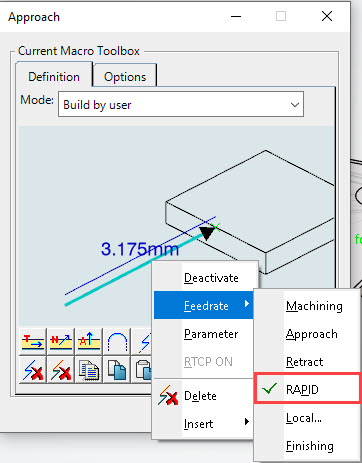 Approach
Current Macro Toolbox
Definition
Options
Mode:
Build by user
3.175mm
Deactivate
Feedrate
Parameter
RTCP ON
Delete
Insert
Machining
Approach
Retract
RAPID
Local...
Finishing